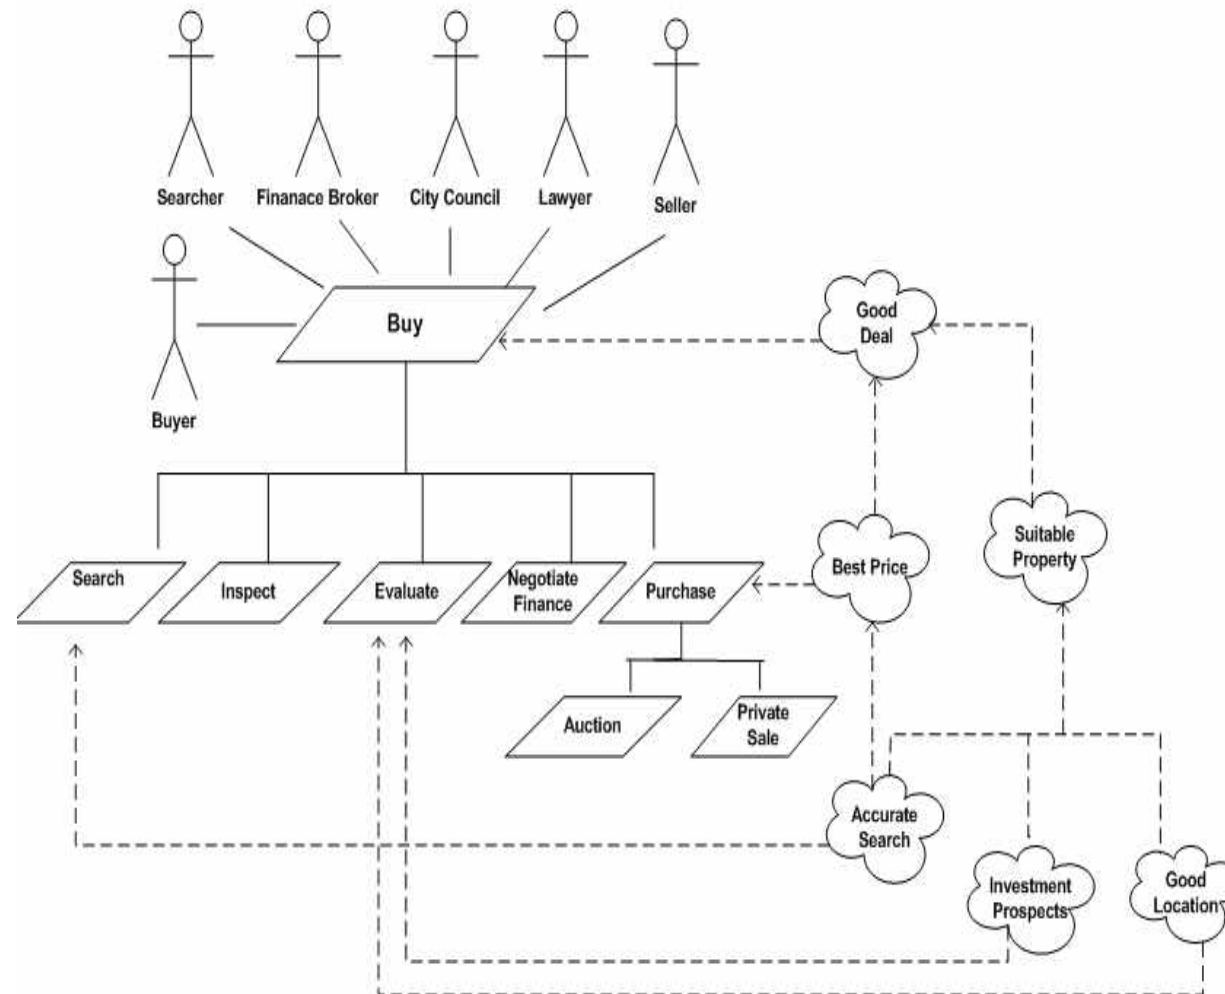 Searcher
Finanace Broker
City Council
Lawyer
Seller
Buyer
Buy
Good
Deal
Search
Inspect
Evaluate
Negotiate
Finance
Purchase
Best Price
Suitable
Property
Auction
Private
Sale
Accurate
Search
Investment
Prospects
Good
Location